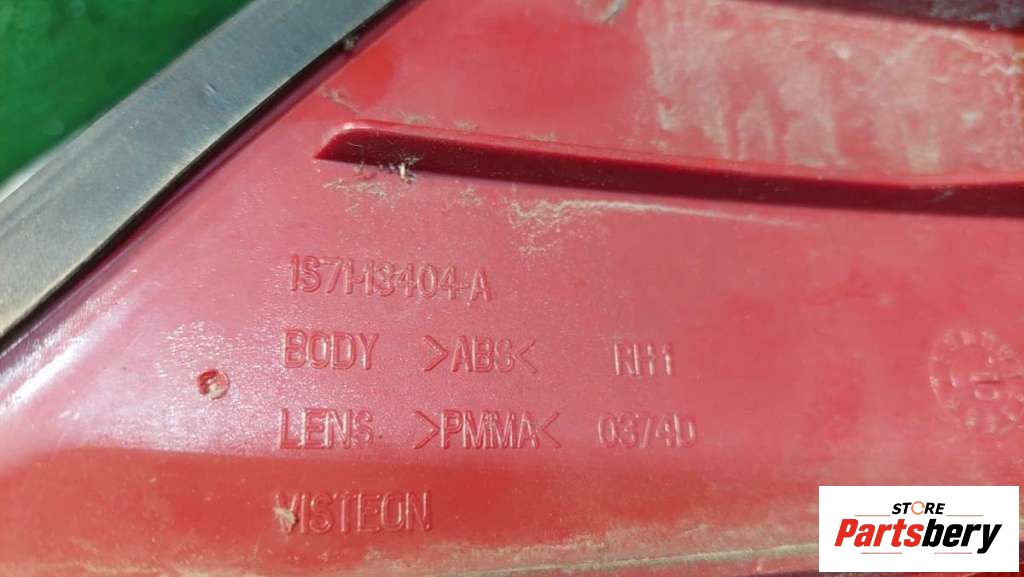 1S71-13404-A
BODY >ABS< RH1
LENS >PMMA< 0374D
VISTEON
STORE
Partsbery